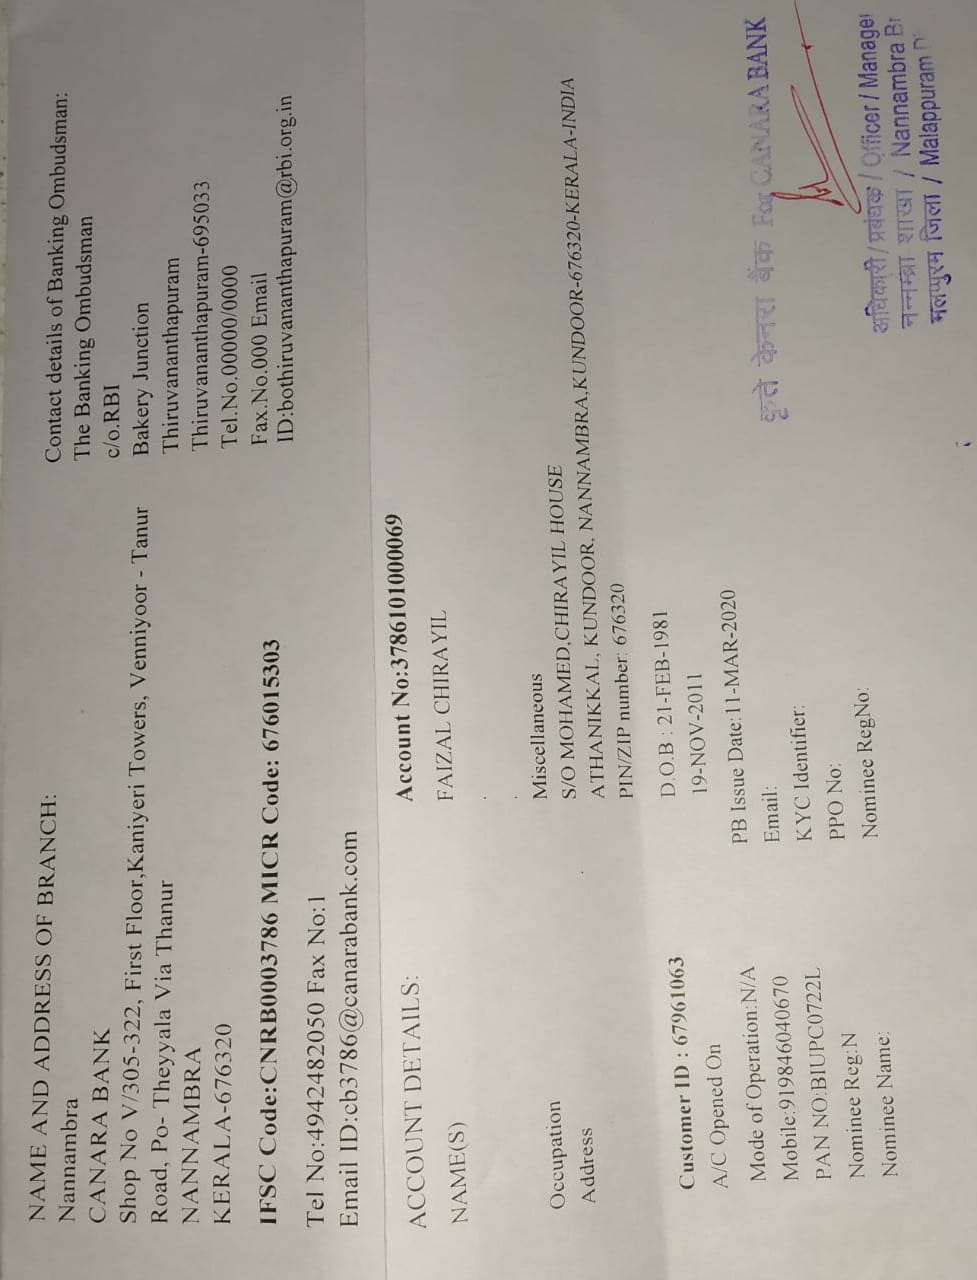 NAME AND ADDRESS OF BRANCH:
Nannambra
CANARA BANK
Shop No V/305-322, First Floor,Kaniyeri Towers, Venniyoor - Tanur
Road, Po- Theyyala Via Thanur
NANNAMBRA
KERALA-676320
IFSC Code:CNRB0003786 MICR Code: 676015303
Tel No:4942482050 Fax No:1
Email ID:cb3786@canarabank.com
Contact details of Banking Ombudsman:
The Banking Ombudsman
c/o.RBI
Bakery Junction
Thiruvananthapuram
Thiruvananthapuram-695033
Tel.No.00000/0000
Fax.No.000 Email
ID:bothiruvananthapuram@rbi.org.in
ACCOUNT DETAILS: Account No:3786101000069
NAME(S) FAIZAL CHIRAYIL
Occupation Miscellaneous
Address S/O MOHAMED,CHIRAYIL HOUSE
ATHANIKKAL, KUNDOOR, NANNAMBRA,KUNDOOR-676320-KERALA-INDIA
PIN/ZIP number: 676320
Customer ID : 67961063 D.O.B : 21-FEB-1981
A/C Opened On 19-NOV-2011
Mode of Operation:N/A PB Issue Date:11-MAR-2020
Mobile:919846040670 Email:
PAN NO:BIUPC0722L KYC Identifier:
Nominee Reg:N PPO No:
Nominee Name: Nominee RegNo:
कृते केनरा बैंक For CANARA BANK
अधिकारी / प्रबंधक / Officer / Manager
नन्नम्ब्रा शाखा / Nannambra Br
मलप्पुरम जिला / Malappuram D